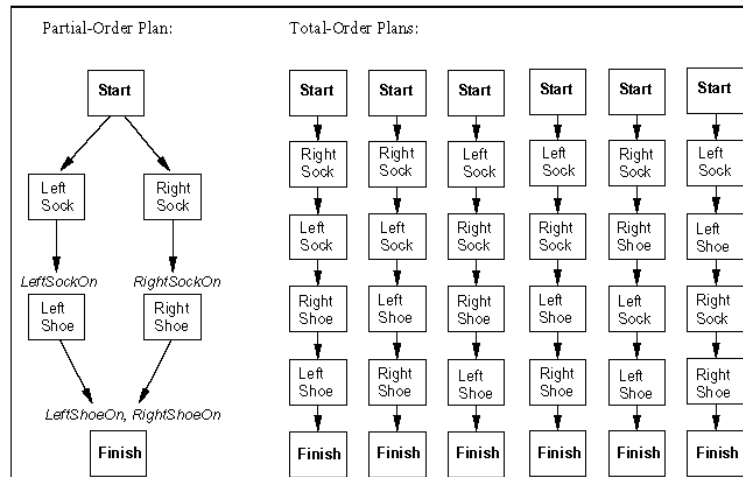 Partial-Order Plan:
Start
Left
Sock
Right
Sock
LeftSockOn
RightSockOn
Left
Shoe
Right
Shoe
LeftShoeOn, RightShoeOn
Finish
Total-Order Plans:
Start
Right
Sock
Left
Sock
Right
Shoe
Left
Shoe
Finish
Start
Right
Sock
Left
Sock
Left
Shoe
Right
Shoe
Finish
Start
Left
Sock
Right
Sock
Right
Shoe
Left
Shoe
Finish
Start
Left
Sock
Right
Sock
Left
Shoe
Right
Shoe
Finish
Start
Right
Sock
Right
Shoe
Left
Sock
Left
Shoe
Finish
Start
Left
Sock
Left
Shoe
Right
Sock
Right
Shoe
Finish